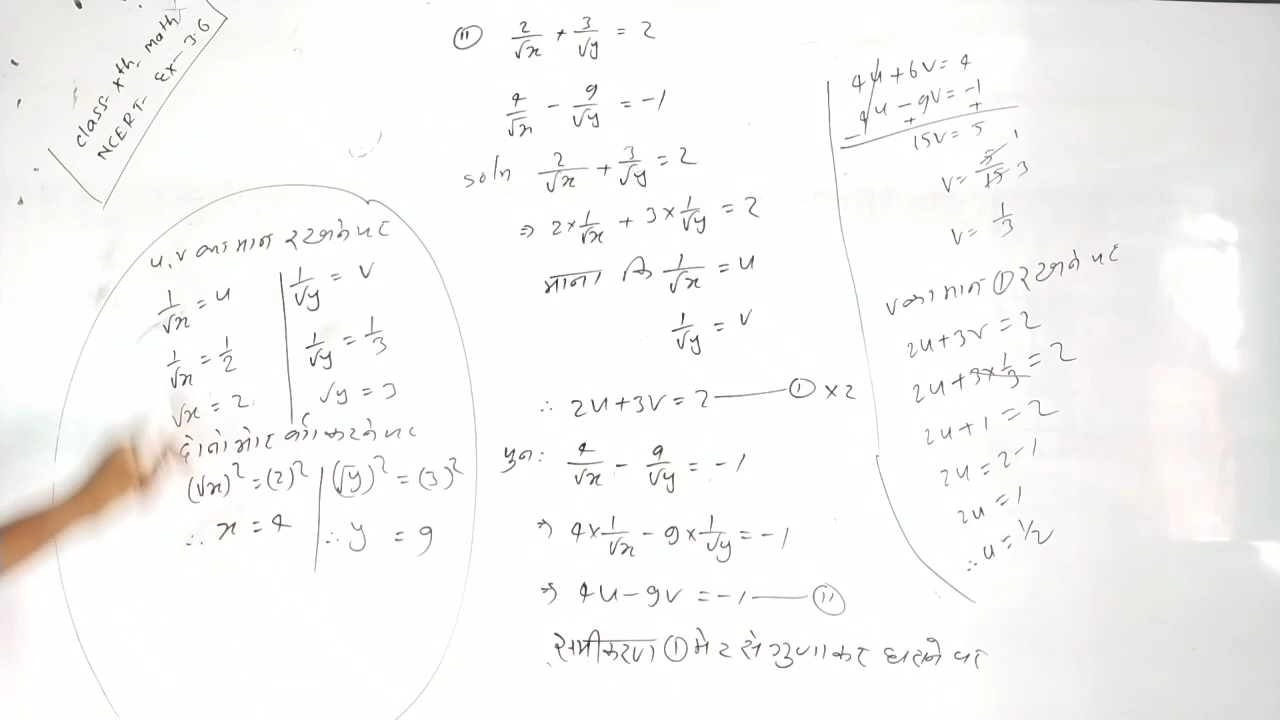 class- xth- math
NCERT- Ex- 3.6
(ii) 2/√x + 3/√y = 2
4/√x - 9/√y = -1
soln 2/√x + 3/√y = 2
⇒ 2×1/√x + 3×1/√y = 2
माना कि 1/√x = u
1/√y = v
∴ 2u+3v = 2 —— (i) ×2
पुनः 4/√x - 9/√y = -1
⇒ 4×1/√x - 9×1/√y = -1
⇒ 4u-9v = -1 —— (ii)
समीकरण (i) मे 2 से गुणाकर घटाने पर
4u+6v = 4
4u-9v = -1
- + +
15v = 5
v = 5/15 1 3
v = 1/3
v का मान (i) मे रखने पर
2u+3v = 2
2u+3×1/3 = 2
2u+1 = 2
2u = 2-1
2u = 1
∴ u = 1/2
u,v का मान रखने पर
1/√x = u | 1/√y = v
1/√x = 1/2 | 1/√y = 1/3
√x = 2 | √y = 3
दोनो ओर वर्ग करने पर
(√x)² = (2)² | (√y)² = (3)²
∴ x = 4 | ∴ y = 9